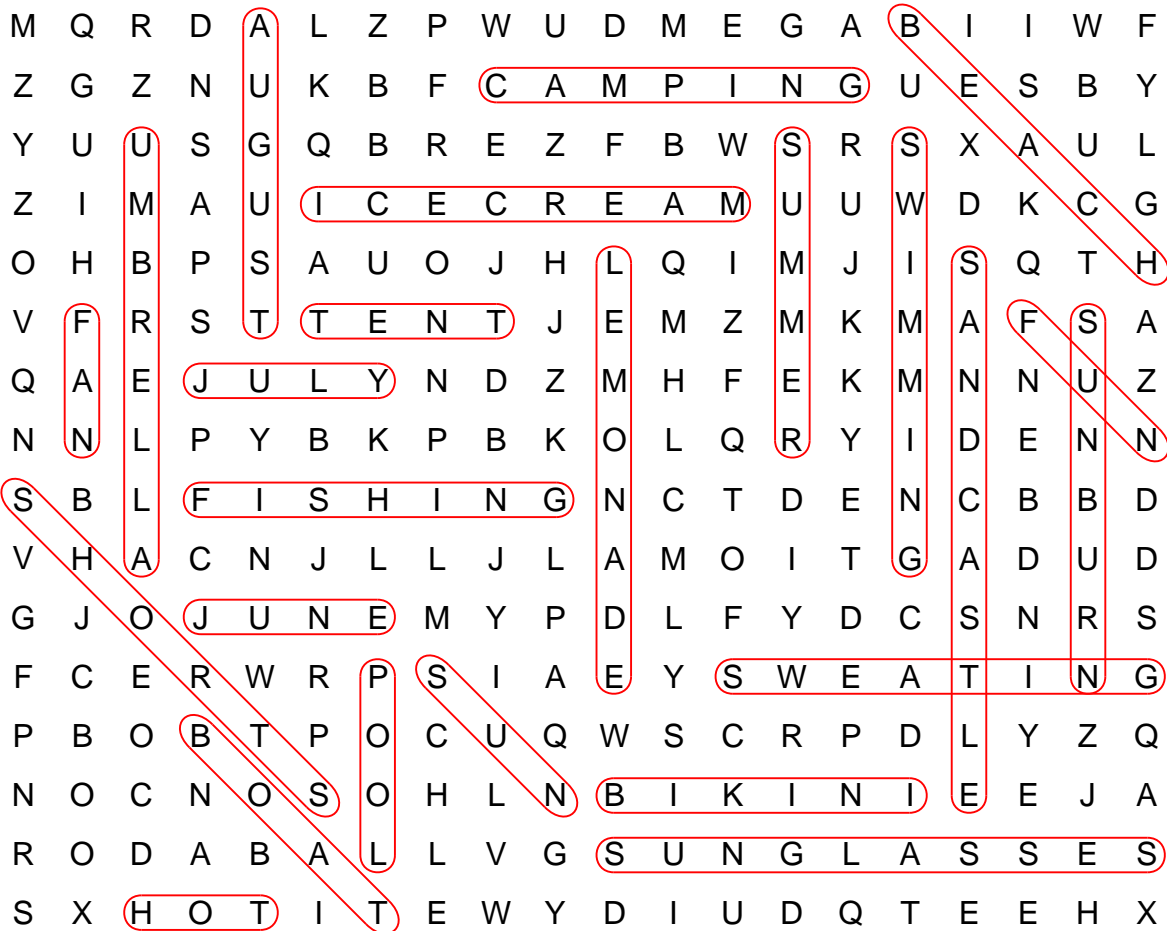 M Q R D A L Z P W U D M E G A B I I W F
Z G Z N U K B F C A M P I N G U E S B Y
Y U U S G Q B R E Z F B W S R S X A U L
Z I M A U I C E C R E A M U U W D K C G
O H B P S A U O J H L Q I M J I S Q T H
V F R S T T E N T J E M Z M K M A F S A
Q A E J U L Y N D Z M H F E K M N N U Z
N N L P Y B K P B K O L Q R Y I D E N N
S B L F I S H I N G N C T D E N C B B D
V H A C N J L L J L A M O I T G A D U D
G J O J U N E M Y P D L F Y D C S N R S
F C E R W R P S I A E Y S W E A T I N G
P B O B T P O C U Q W S C R P D L Y Z Q
N O C N O S O H L N B I K I N I E E J A
R O D A B A L L V G S U N G L A S S E S
S X H O T I T E W Y D I U D Q T E E H X